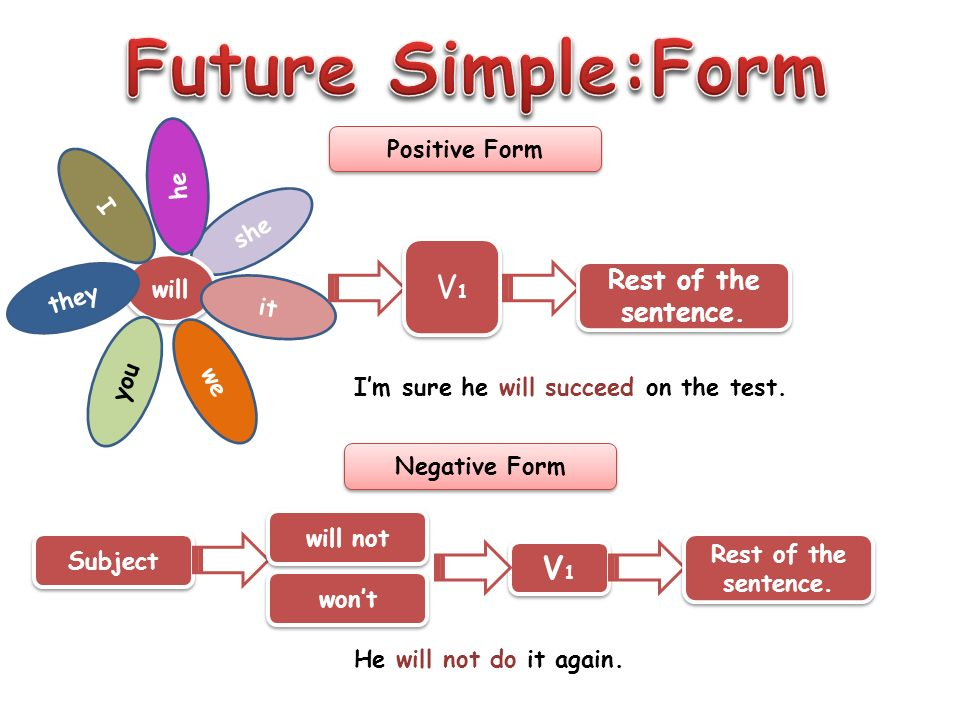 Future Simple:Form
Positive Form
he
I
she
they
will
it
you
we
V1
Rest of the
sentence.
I’m sure he will succeed on the test.
Negative Form
Subject
will not
won’t
V1
Rest of the
sentence.
He will not do it again.